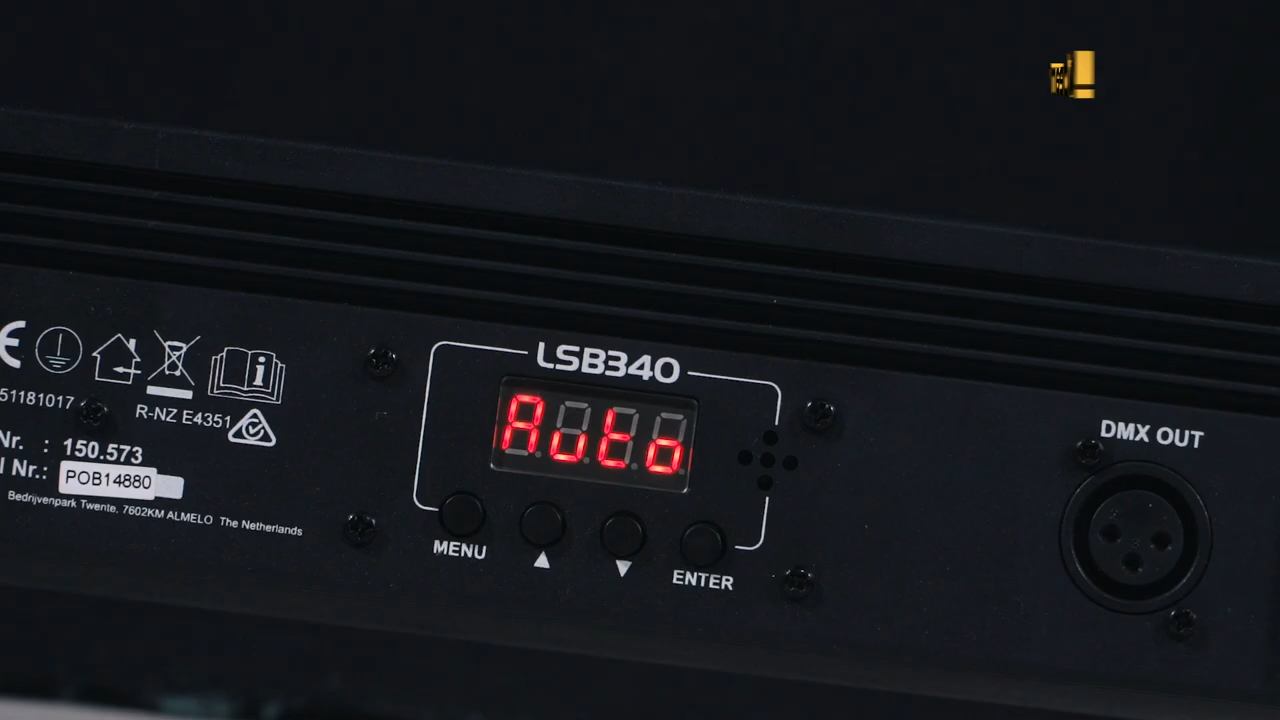 CE
51181017
R-NZ E4351
Nr. : 150.573
l Nr.: POB14880
Bedrijvenpark Twente, 7602KM ALMELO The Netherlands
LSB340
Auto
MENU
ENTER
DMX OUT